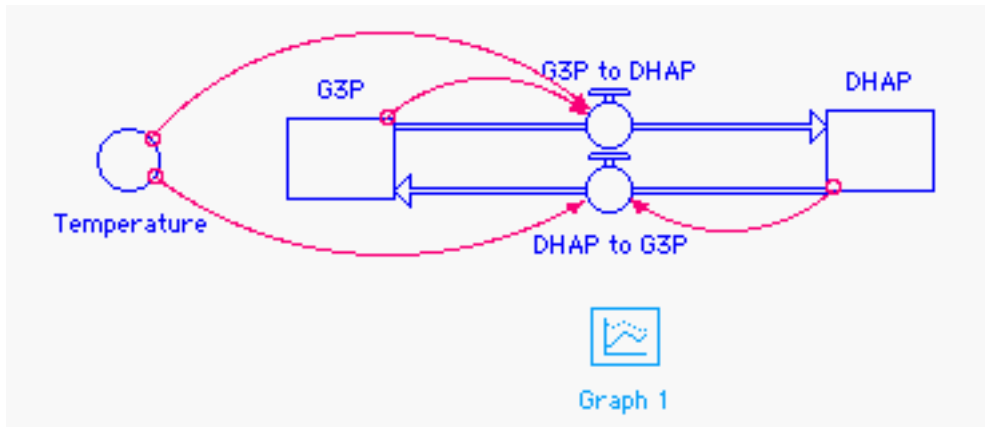 G3P to DHAP
G3P
DHAP
Temperature
DHAP to G3P
Graph 1